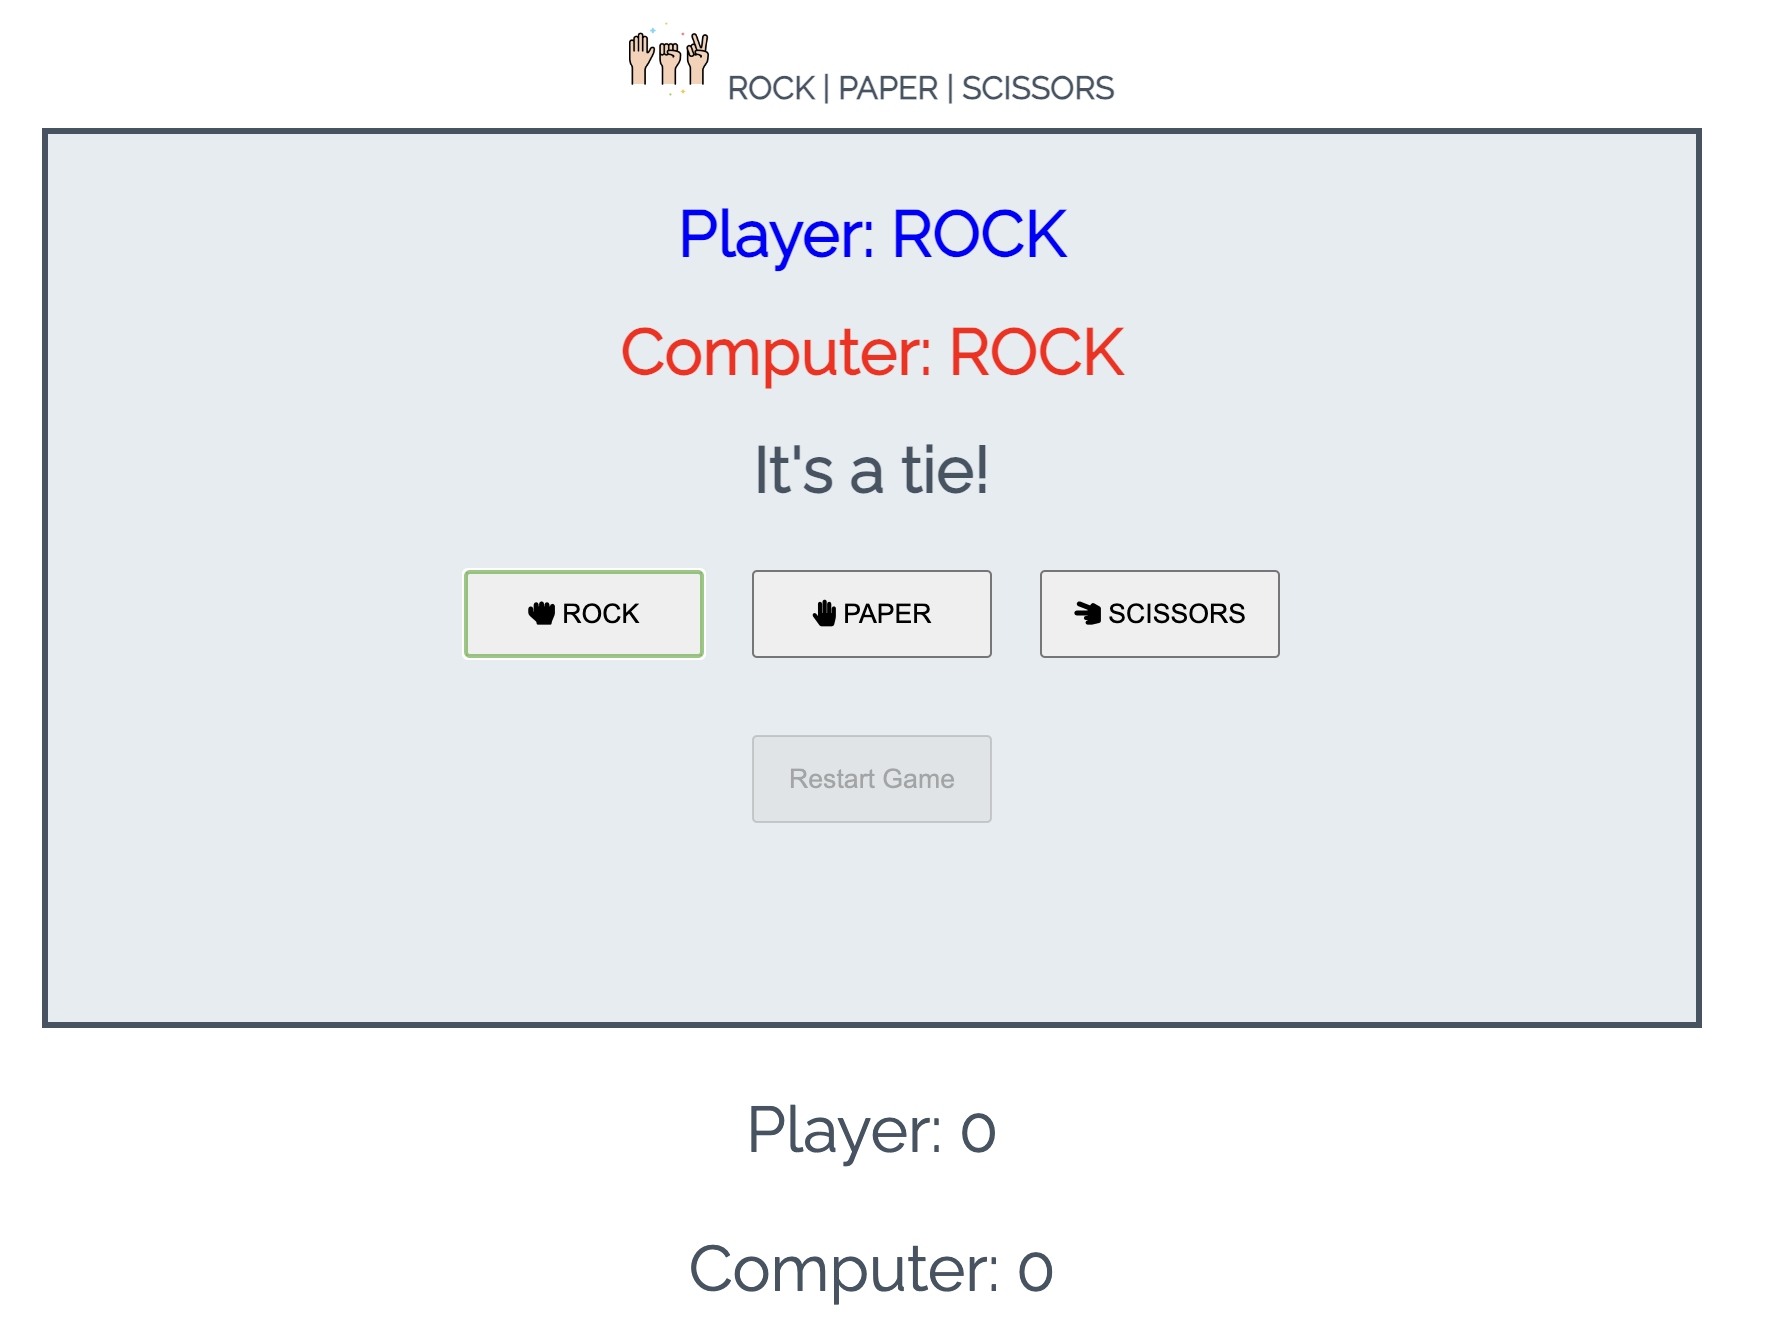 ROCK | PAPER | SCISSORS
Player: ROCK
Computer: ROCK
It's a tie!
ROCK PAPER SCISSORS
Restart Game
Player: 0
Computer: 0